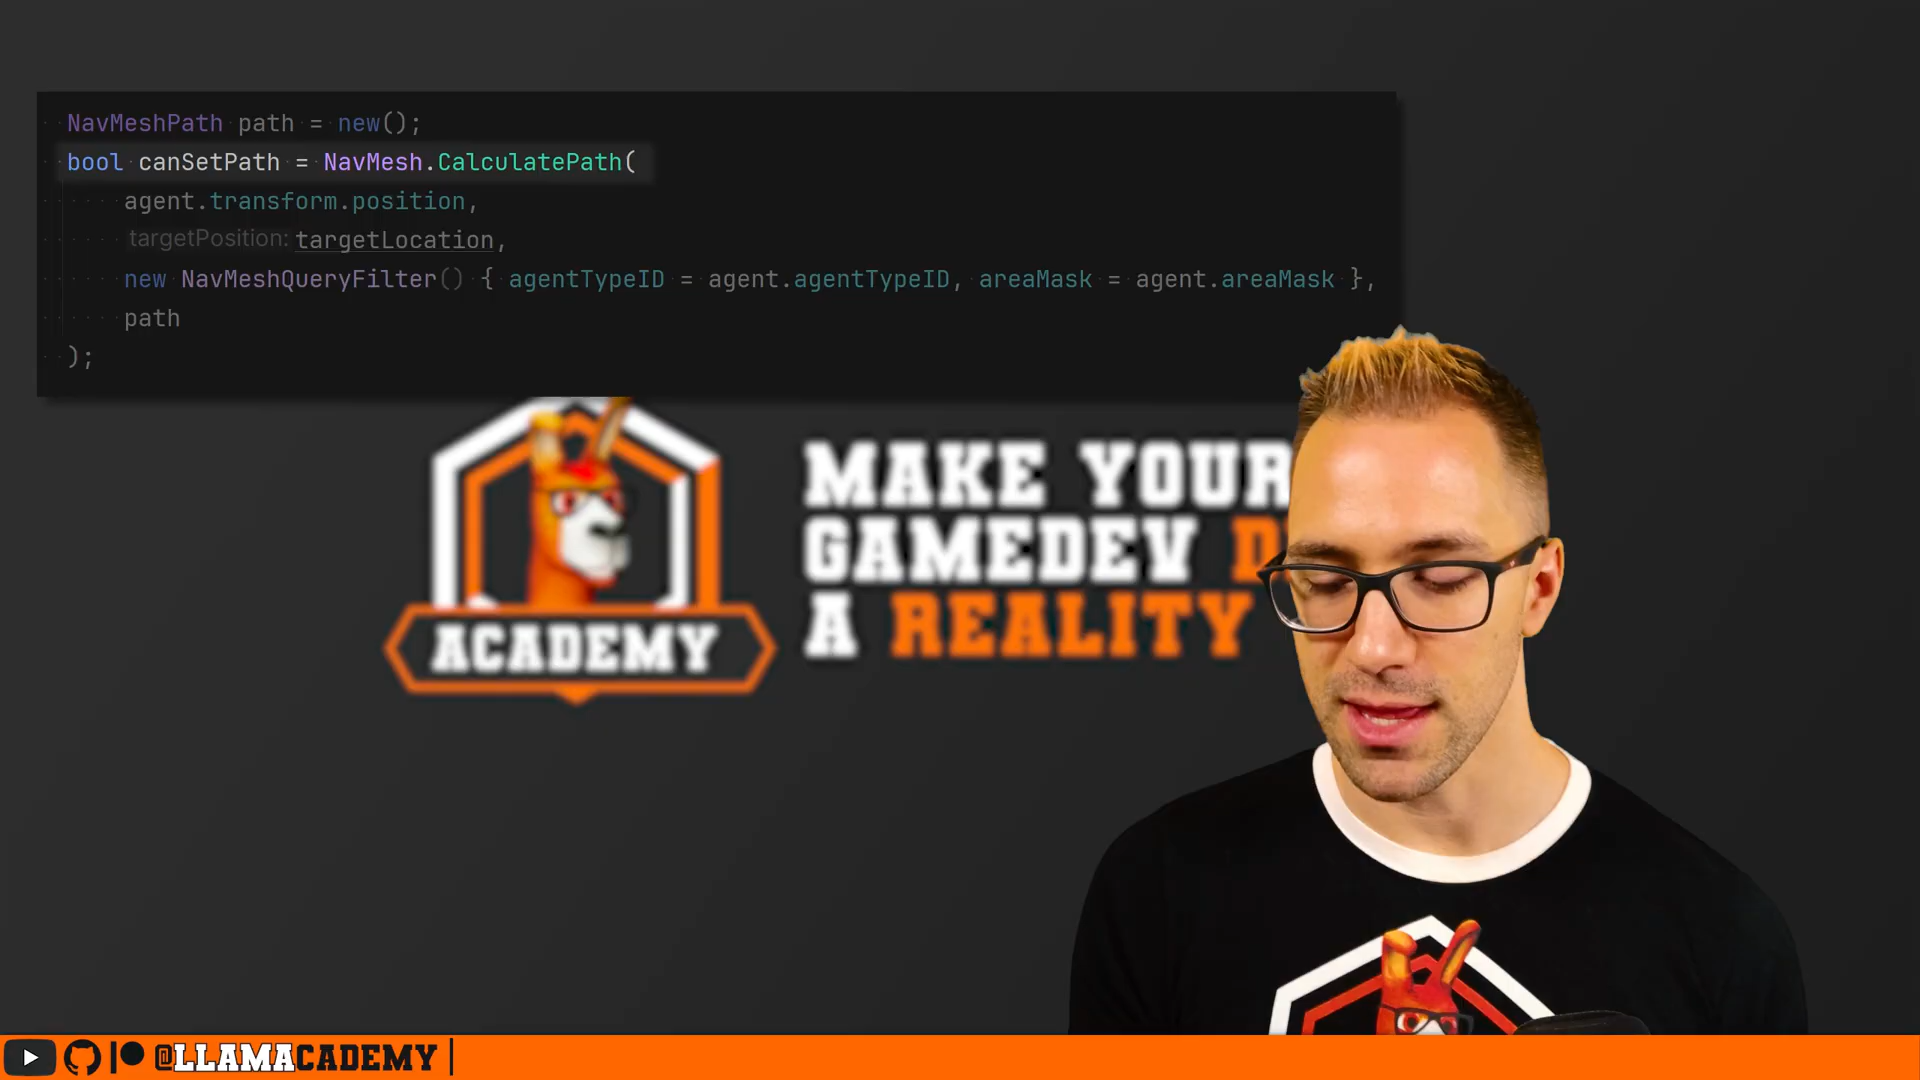 NavMeshPath path = new();
bool canSetPath = NavMesh.CalculatePath(
agent.transform.position,
targetPosition: targetLocation,
new NavMeshQueryFilter() { agentTypeID = agent.agentTypeID, areaMask = agent.areaMask },
path
);
ACADEMY
MAKE YOUR
GAMEDEV
A REALITY
@LLAMACADEMY